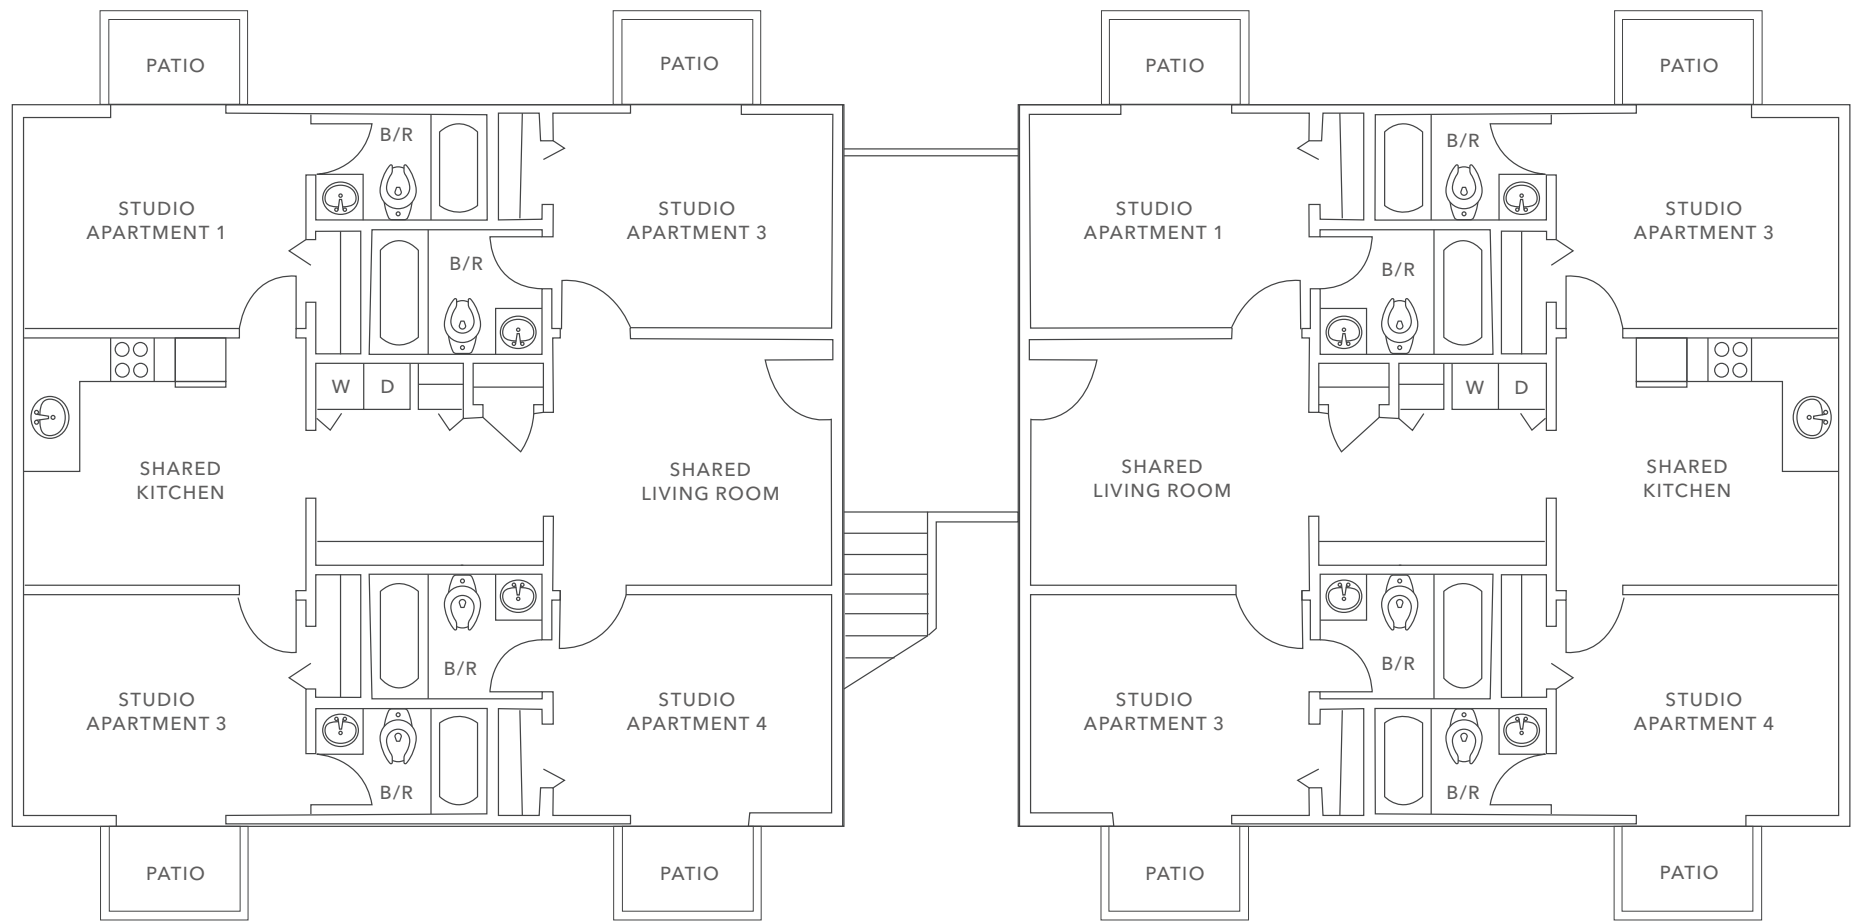 PATIO
PATIO
PATIO
PATIO
B/R
B/R
STUDIO
APARTMENT 1
STUDIO
APARTMENT 3
STUDIO
APARTMENT 1
STUDIO
APARTMENT 3
B/R
B/R
W
D
W
D
SHARED
KITCHEN
SHARED
LIVING ROOM
SHARED
LIVING ROOM
SHARED
KITCHEN
B/R
B/R
STUDIO
APARTMENT 3
STUDIO
APARTMENT 4
STUDIO
APARTMENT 3
STUDIO
APARTMENT 4
B/R
B/R
PATIO
PATIO
PATIO
PATIO